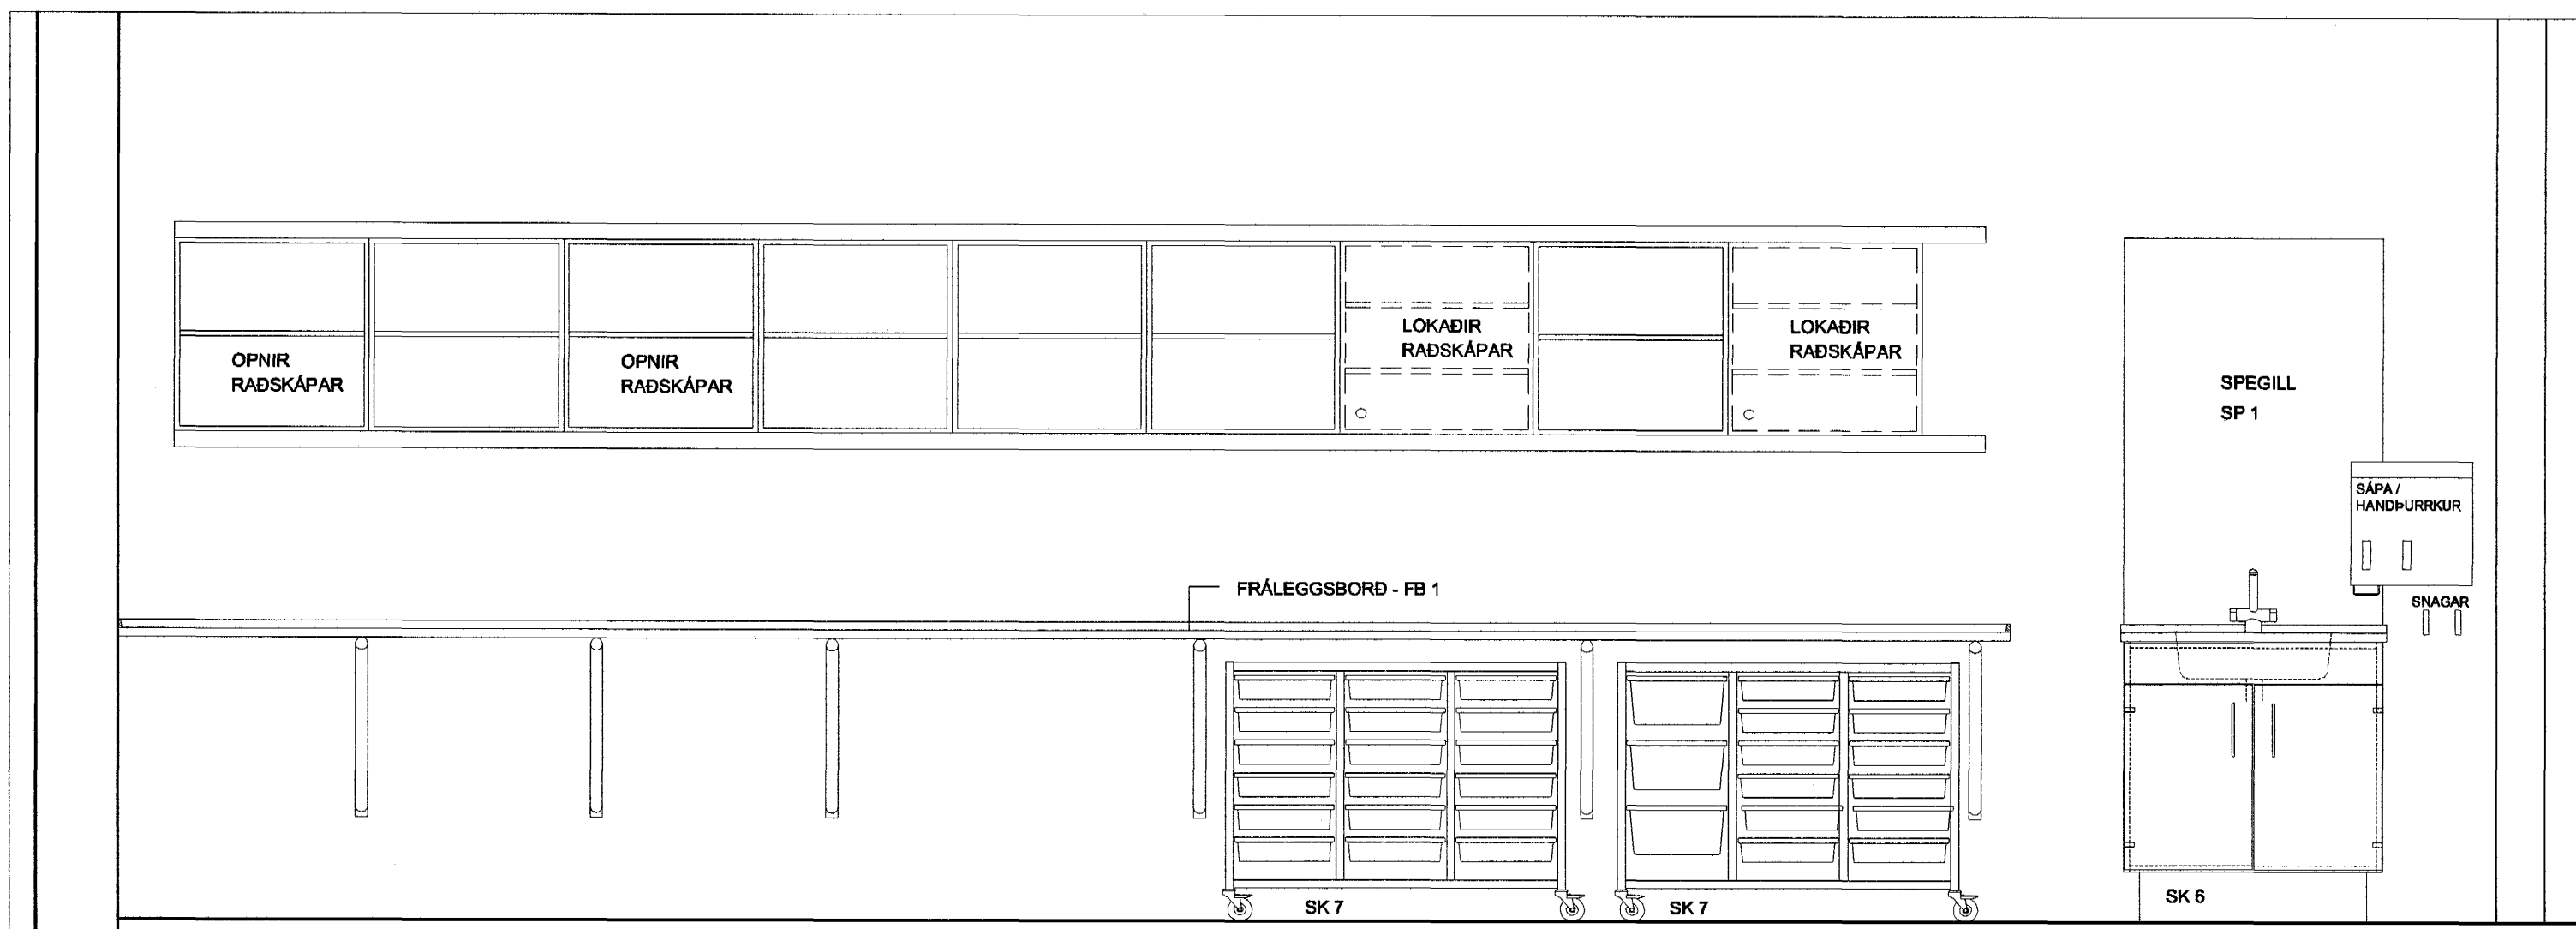 OPNIR
RAÐSKÁPAR
OPNIR
RAÐSKÁPAR
LOKAÐIR
RAÐSKÁPAR
LOKAÐIR
RAÐSKÁPAR
SPEGILL
SP 1
SÁPA /
HANDÞURRKUR
SNAGAR
FRÁLEGGSBORÐ - FB 1
SK 7
SK 7
SK 6